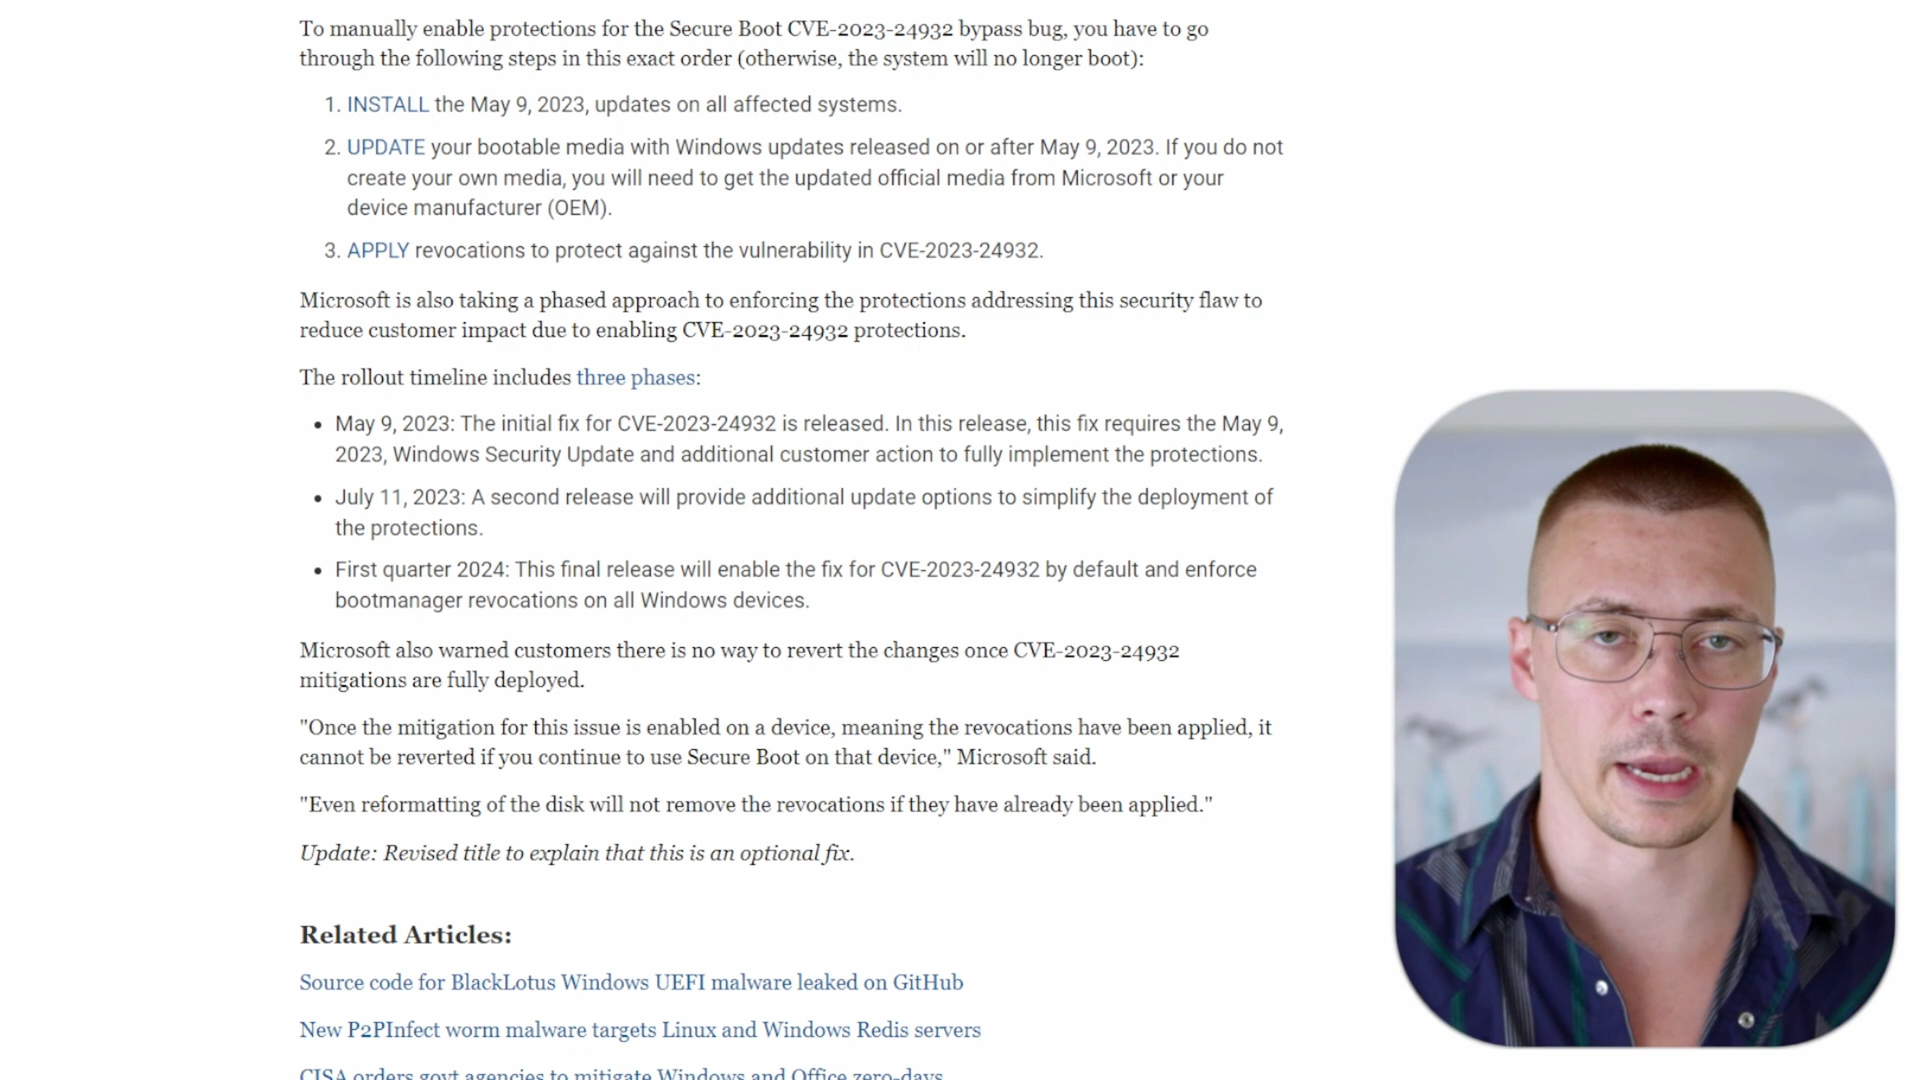 To manually enable protections for the Secure Boot CVE-2023-24932 bypass bug, you have to go
through the following steps in this exact order (otherwise, the system will no longer boot):
1. INSTALL the May 9, 2023, updates on all affected systems.
2. UPDATE your bootable media with Windows updates released on or after May 9, 2023. If you do not
create your own media, you will need to get the updated official media from Microsoft or your
device manufacturer (OEM).
3. APPLY revocations to protect against the vulnerability in CVE-2023-24932.
Microsoft is also taking a phased approach to enforcing the protections addressing this security flaw to
reduce customer impact due to enabling CVE-2023-24932 protections.
The rollout timeline includes three phases:
• May 9, 2023: The initial fix for CVE-2023-24932 is released. In this release, this fix requires the May 9,
2023, Windows Security Update and additional customer action to fully implement the protections.
• July 11, 2023: A second release will provide additional update options to simplify the deployment of
the protections.
• First quarter 2024: This final release will enable the fix for CVE-2023-24932 by default and enforce
bootmanager revocations on all Windows devices.
Microsoft also warned customers there is no way to revert the changes once CVE-2023-24932
mitigations are fully deployed.
"Once the mitigation for this issue is enabled on a device, meaning the revocations have been applied, it
cannot be reverted if you continue to use Secure Boot on that device," Microsoft said.
"Even reformatting of the disk will not remove the revocations if they have already been applied."
Update: Revised title to explain that this is an optional fix.
Related Articles:
Source code for BlackLotus Windows UEFI malware leaked on GitHub
New P2PInfect worm malware targets Linux and Windows Redis servers
CISA orders govt agencies to mitigate Windows and Office zero-days